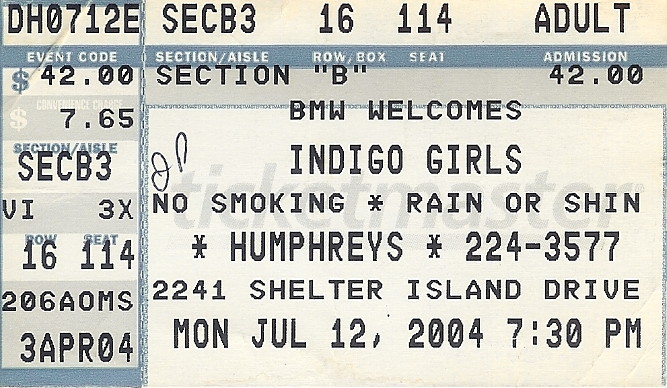 DH0712E SECB3 16 114 ADULT
EVENT CODE SECTION/AISLE ROW/BOX SEAT ADMISSION
$ 42.00 SECTION "B" 42.00
CONVENIENCE CHARGE
$ 7.65
BMW WELCOMES
SECTION/AISLE
SECB3
INDIGO GIRLS
ticketmaster
VI 3X
NO SMOKING * RAIN OR SHIN
ROW SEAT
16 114
* HUMPHREYS * 224-3577
206AOMS
2241 SHELTER ISLAND DRIVE
3APR04
MON JUL 12, 2004 7:30 PM